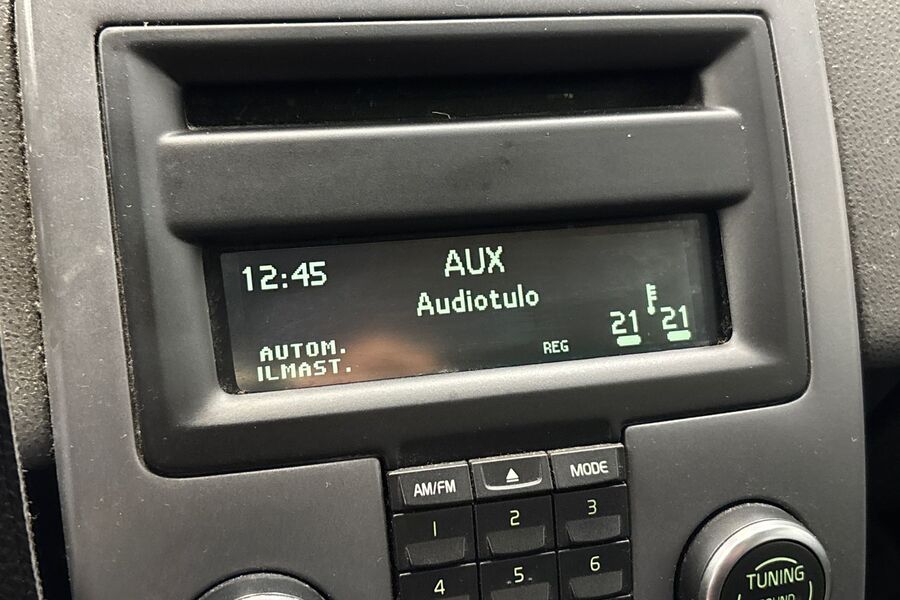 12:45
AUX
Audiotulo
21 21
AUTOM.
ILMAST.
REG
AM/FM
MODE
1 2 3
4 5 6
TUNING
SOUND